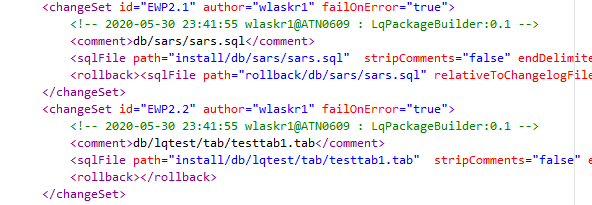 <changeSet id="EWP2.1" author="wlaskr1" failOnError="true">
<!-- 2020-05-30 23:41:55 wlaskr1@ATN0609 : LqPackageBuilder:0.1 -->
<comment>db/sars/sars.sql</comment>
<sqlFile path="install/db/sars/sars.sql"  stripComments="false" endDelimite
<rollback><sqlFile path="rollback/db/sars/sars.sql" relativeToChangelogFile
</changeSet>
<changeSet id="EWP2.2" author="wlaskr1" failOnError="true">
<!-- 2020-05-30 23:41:55 wlaskr1@ATN0609 : LqPackageBuilder:0.1 -->
<comment>db/lqtest/tab/testtab1.tab</comment>
<sqlFile path="install/db/lqtest/tab/testtab1.tab"  stripComments="false" e
<rollback></rollback>
</changeSet>